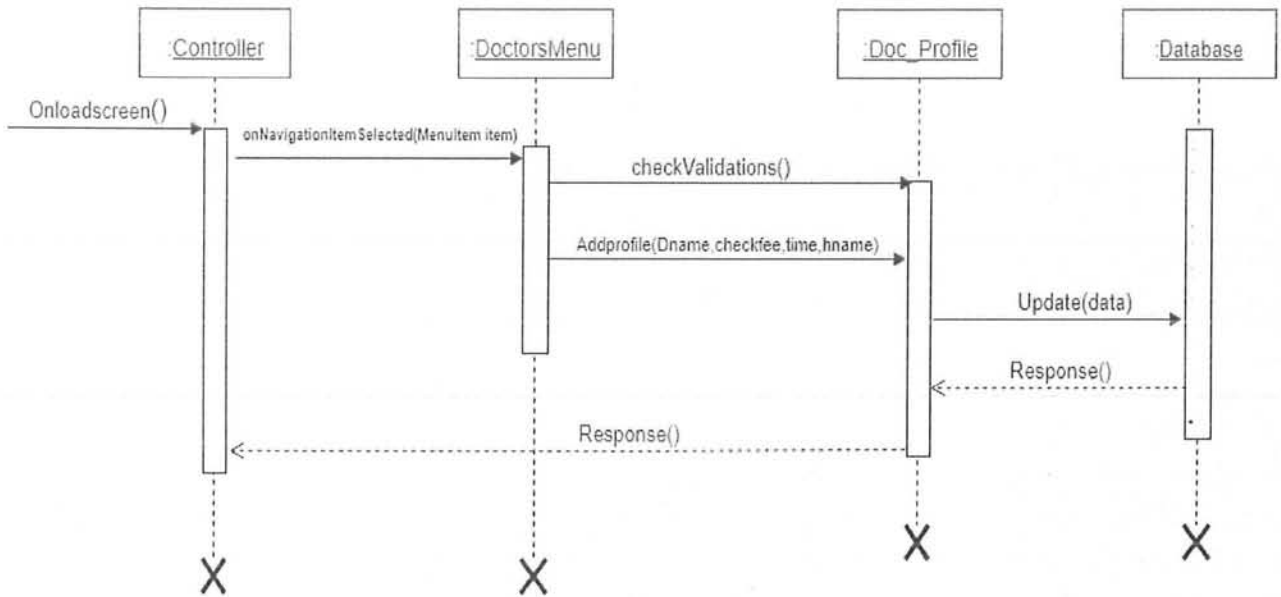 :Controller
:DoctorsMenu
:Doc_Profile
:Database
Onloadscreen()
onNavigationItemSelected(MenuItem item)
checkValidations()
Addprofile(Dname,checkfee,time,hname)
Update(data)
Response()
Response()